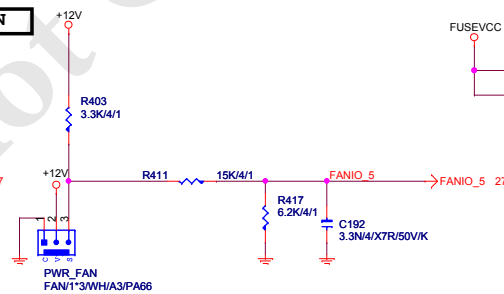 N
+12V
FUSEVCC
R403
3.3K/4/1
+12V
R411
15K/4/1
FANIO_5
FANIO_5
27
R417
6.2K/4/1
C192
3.3N/4/X7R/50V/K
1
2
3
C
V
S
PWR_FAN
FAN/1*3/WH/A3/PA66